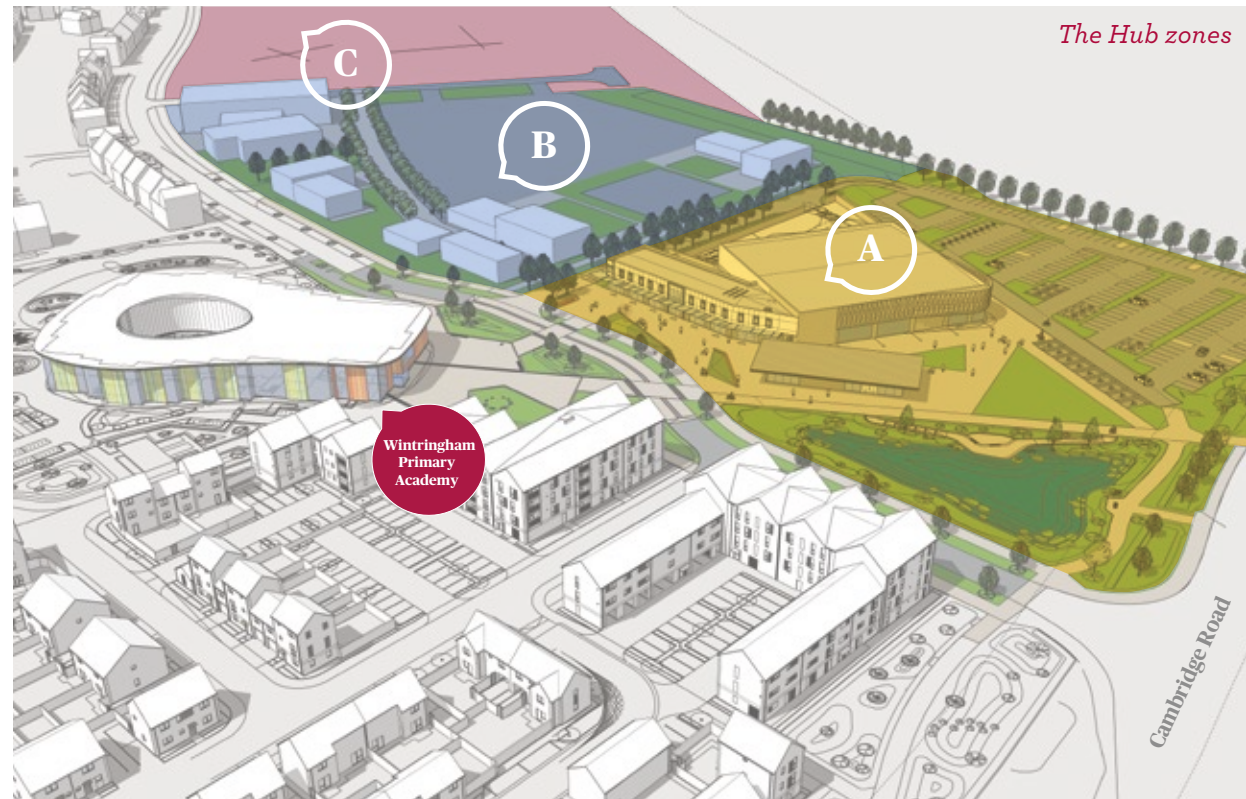 The Hub zones
C
B
A
Wintringham
Primary
Academy
Cambridge Road